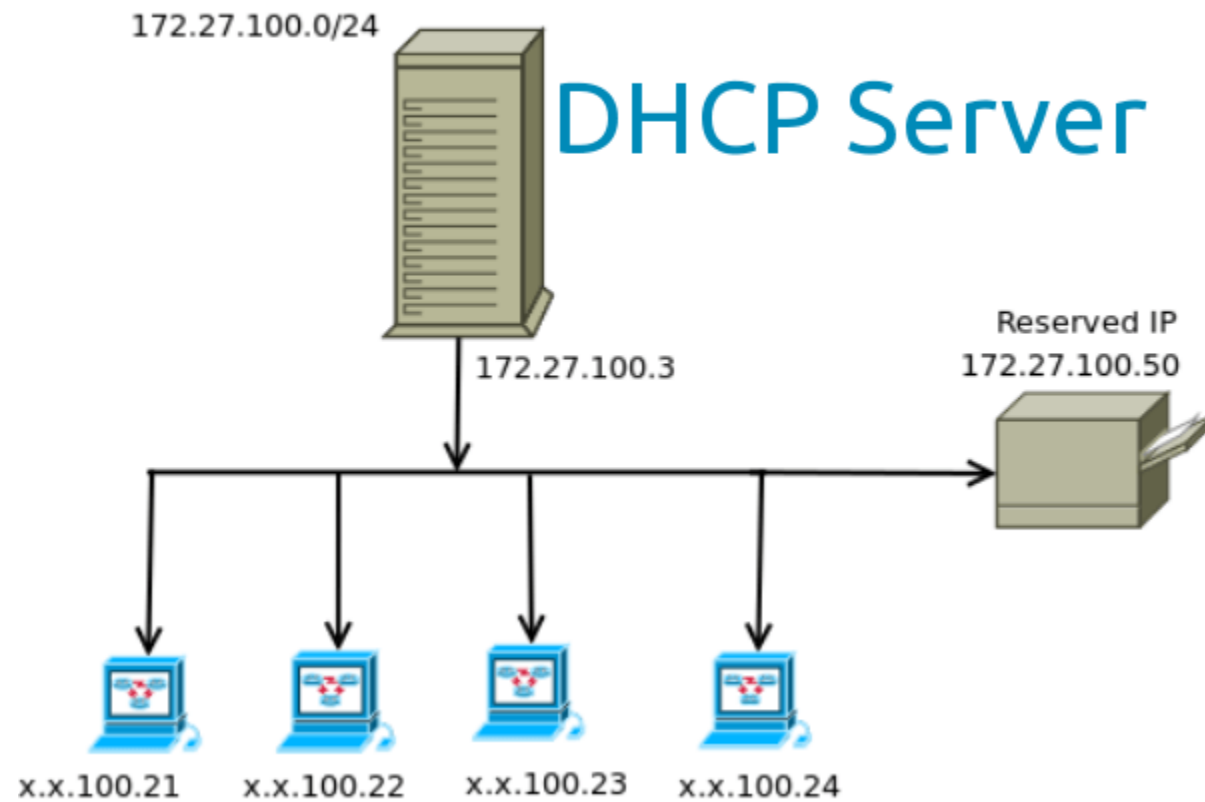 172.27.100.0/24
DHCP Server
172.27.100.3
Reserved IP
172.27.100.50
x.x.100.21
x.x.100.22
x.x.100.23
x.x.100.24